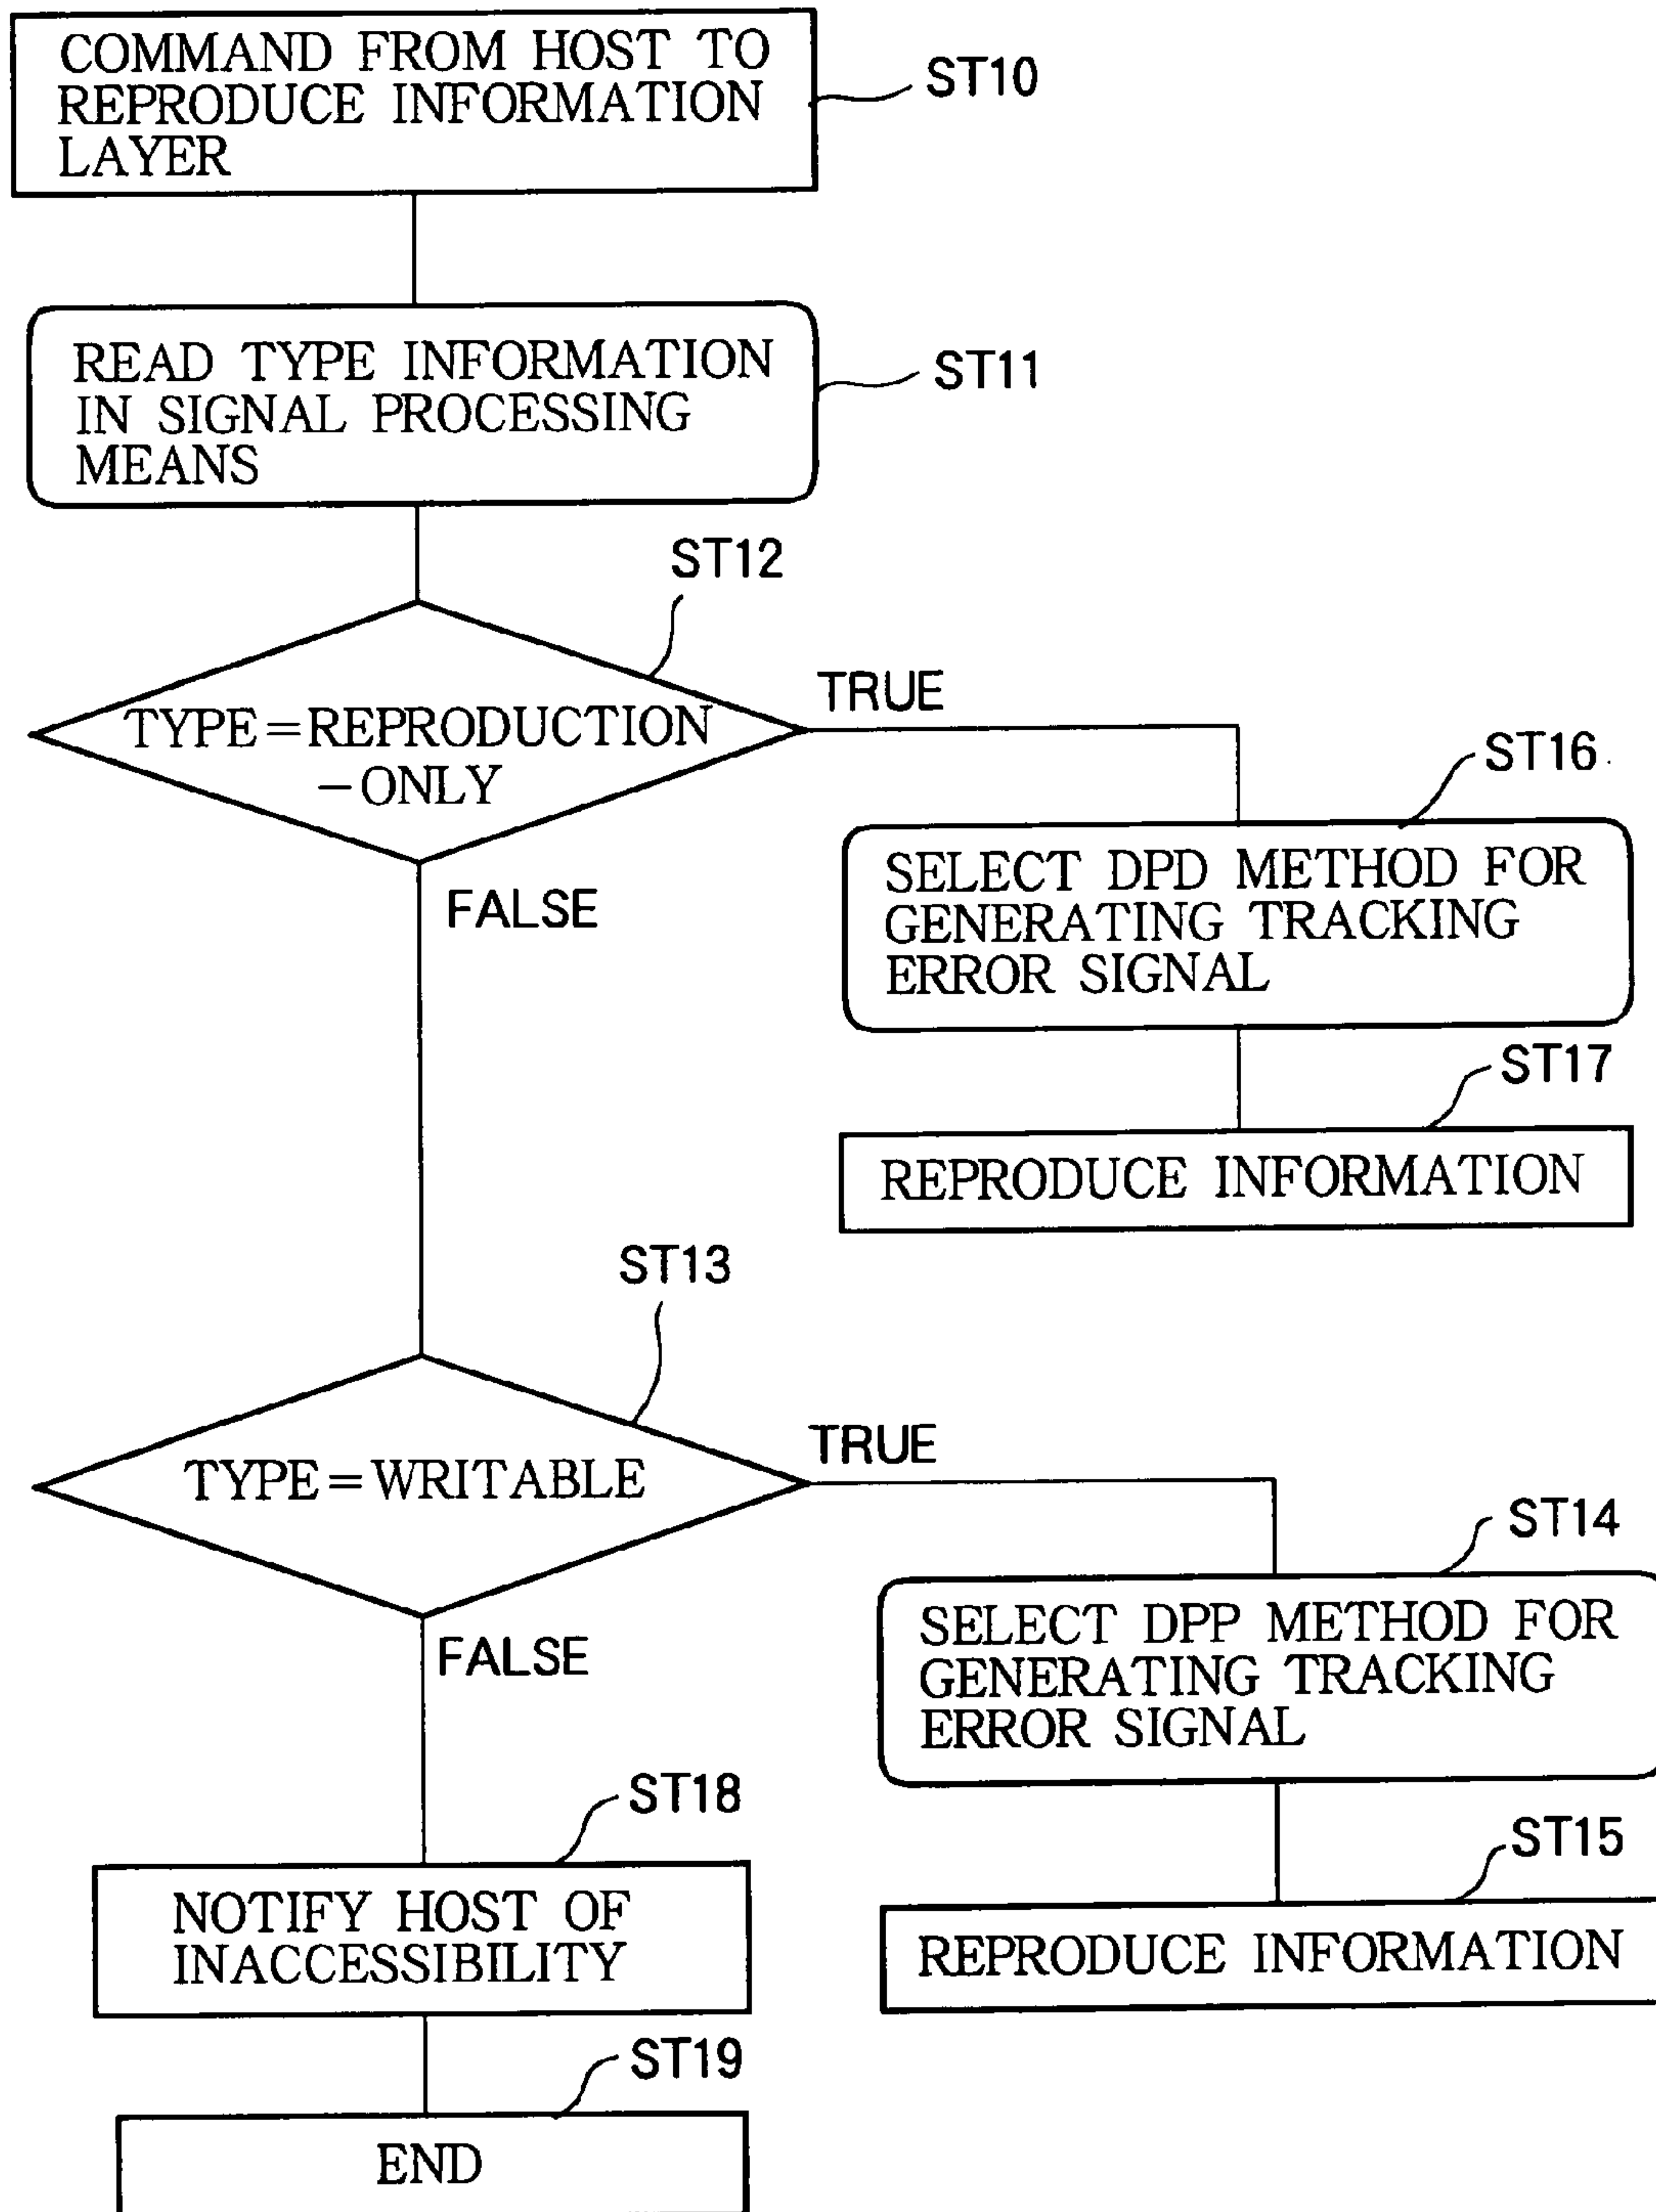 COMMAND FROM HOST TO
REPRODUCE INFORMATION
LAYER
ST10
READ TYPE INFORMATION
IN SIGNAL PROCESSING
MEANS
ST11
ST12
TYPE=REPRODUCTION
-ONLY
TRUE
FALSE
ST16
SELECT DPD METHOD FOR
GENERATING TRACKING
ERROR SIGNAL
ST17
REPRODUCE INFORMATION
ST13
TYPE=WRITABLE
TRUE
FALSE
ST14
SELECT DPP METHOD FOR
GENERATING TRACKING
ERROR SIGNAL
ST15
REPRODUCE INFORMATION
ST18
NOTIFY HOST OF
INACCESSIBILITY
ST19
END